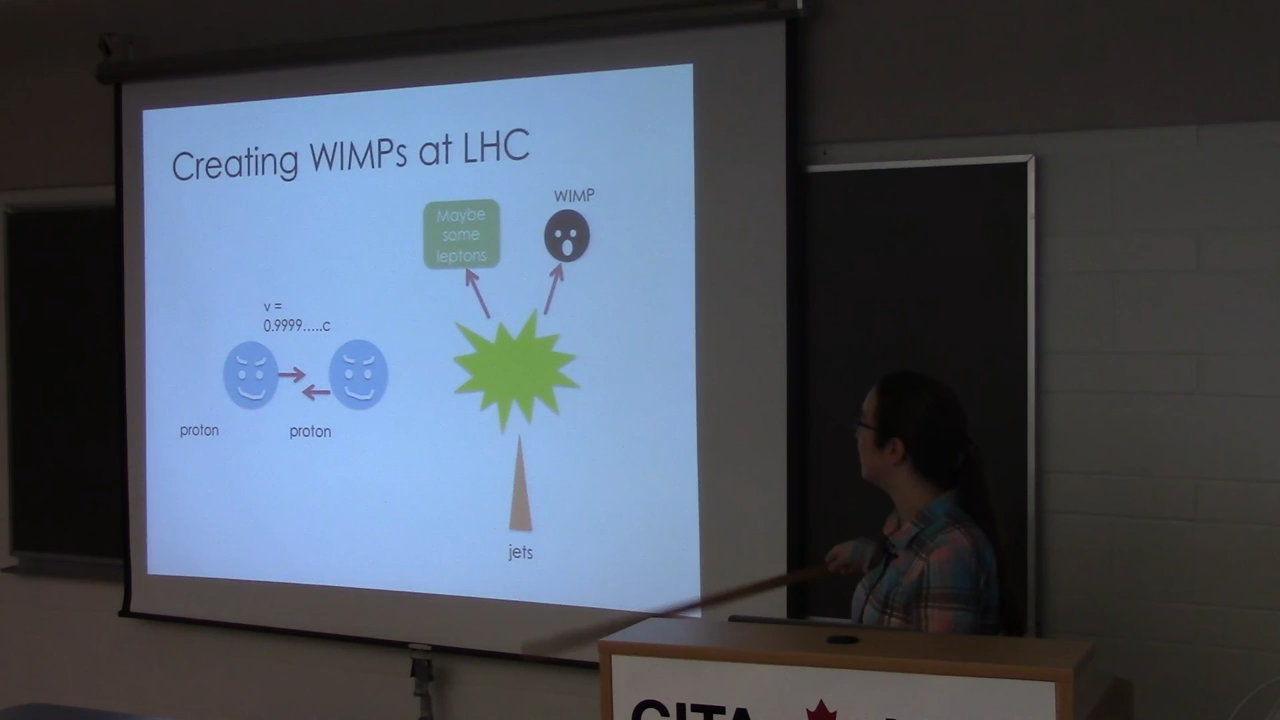 Creating WIMPs at LHC
WIMP
Maybe
some
leptons
v =
0.9999.....c
proton
proton
jets
CITA